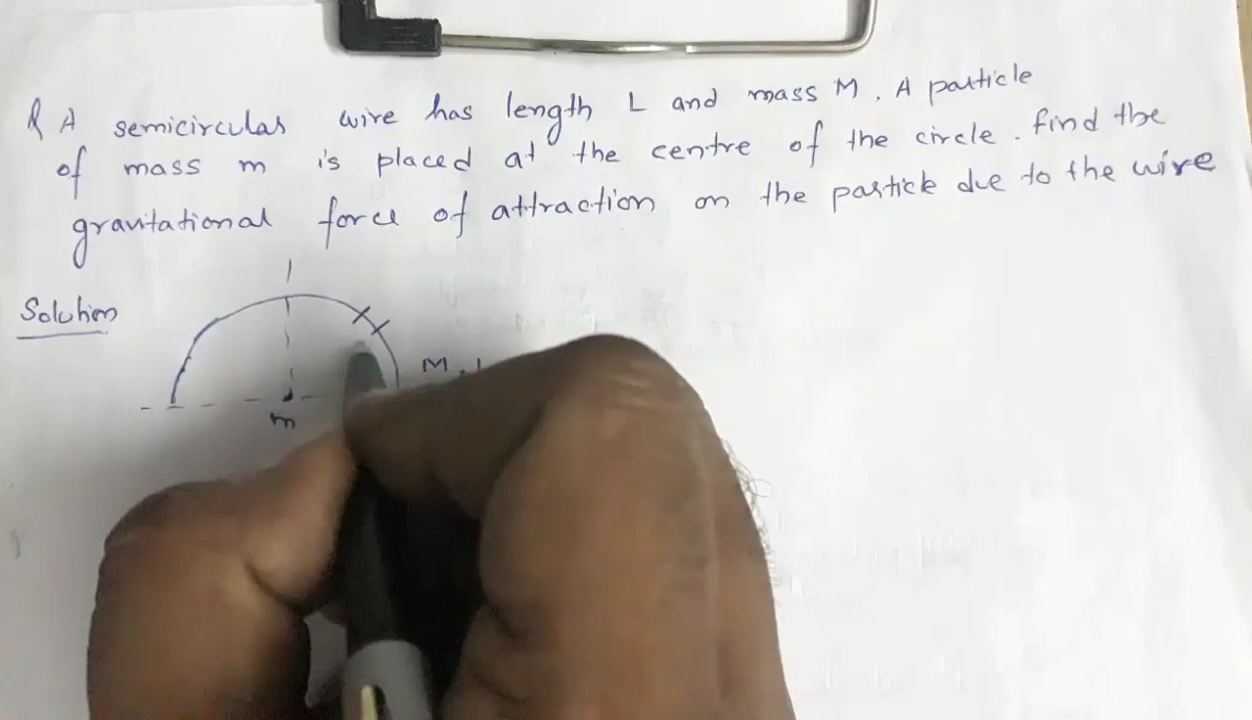 Q A semicircular wire has length L and mass M. A particle
of mass m is placed at the centre of the circle. find the
gravitational force of attraction on the particle due to the wire
Solution
M,
m